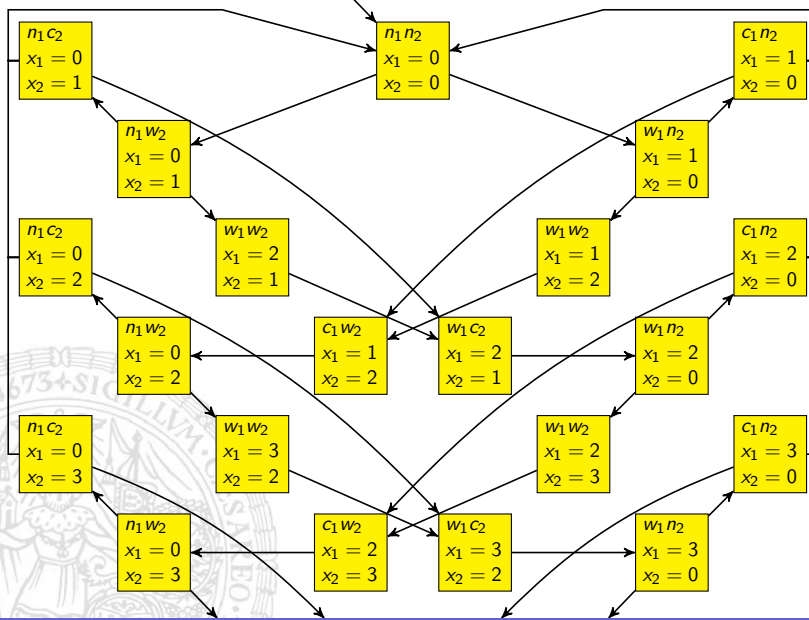 n₁c₂
x₁ = 0
x₂ = 1
n₁n₂
x₁ = 0
x₂ = 0
c₁n₂
x₁ = 1
x₂ = 0
n₁w₂
x₁ = 0
x₂ = 1
w₁n₂
x₁ = 1
x₂ = 0
n₁c₂
x₁ = 0
x₂ = 2
w₁w₂
x₁ = 2
x₂ = 1
w₁w₂
x₁ = 1
x₂ = 2
c₁n₂
x₁ = 2
x₂ = 0
n₁w₂
x₁ = 0
x₂ = 2
c₁w₂
x₁ = 1
x₂ = 2
w₁c₂
x₁ = 2
x₂ = 1
w₁n₂
x₁ = 2
x₂ = 0
n₁c₂
x₁ = 0
x₂ = 3
w₁w₂
x₁ = 3
x₂ = 2
w₁w₂
x₁ = 2
x₂ = 3
c₁n₂
x₁ = 3
x₂ = 0
n₁w₂
x₁ = 0
x₂ = 3
c₁w₂
x₁ = 2
x₂ = 3
w₁c₂
x₁ = 3
x₂ = 2
w₁n₂
x₁ = 3
x₂ = 0